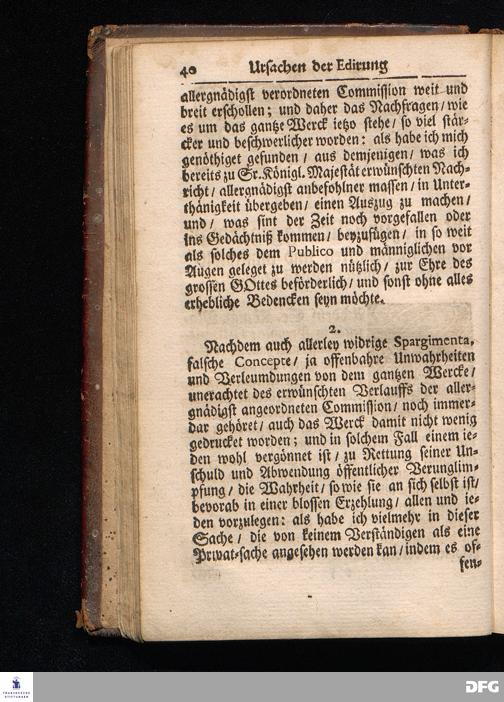 40 Ursachen der Edirung
allergnädigst verordneten Commission weit und
breit erschollen; und daher das Nachfragen/ wie
es um das gantze Werck ietzo stehe/ so viel stär-
cker und beschwerlicher worden: als habe ich mich
genöthiget gefunden/ aus demjenigen/ was ich
bereits zu Sr. Königl. Majestät erwünschten Nach-
richt/ allergnädigst anbefohlner massen/ in Unter-
thänigkeit übergeben/ einen Auszug zu machen/
und/ was sint der Zeit noch vorgefallen oder
ins Gedächtniß kommen/ beyzufügen/ in so weit
als solches dem Publico und männiglichen vor
Augen geleget zu werden nützlich/ zur Ehre des
grossen GOttes beförderlich/ und sonst ohne alles
erhebliche Bedencken seyn möchte.
2.
Nachdem auch allerley widrige Spargimenta,
falsche Concepte/ ja offenbahre Unwahrheiten
und Verleumdungen von dem gantzen Wercke/
unerachtet des erwünschten Verlauffs der aller-
gnädigst angeordneten Commission/ noch immer-
dar gehöret/ auch das Werck damit nicht wenig
gedrucket worden; und in solchem Fall einem ie-
den wohl vergönnet ist/ zu Rettung seiner Un-
schuld und Abwendung öffentlicher Verunglim-
pfung/ die Wahrheit/ so wie sie an sich selbst ist/
bevorab in einer blossen Erzehlung/ allen und ie-
den vorzulegen: als habe ich vielmehr in dieser
Sache/ die von keinem Verständigen als eine
Privat-sache angesehen werden kan/ indem es of-
fen-
FRANCKESCHE
STIFTUNGEN
DFG